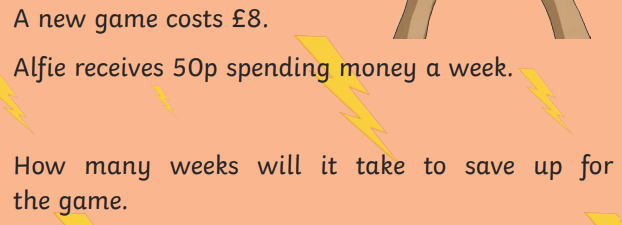 A new game costs £8.
Alfie receives 50p spending money a week.
How many weeks will it take to save up for
the game.